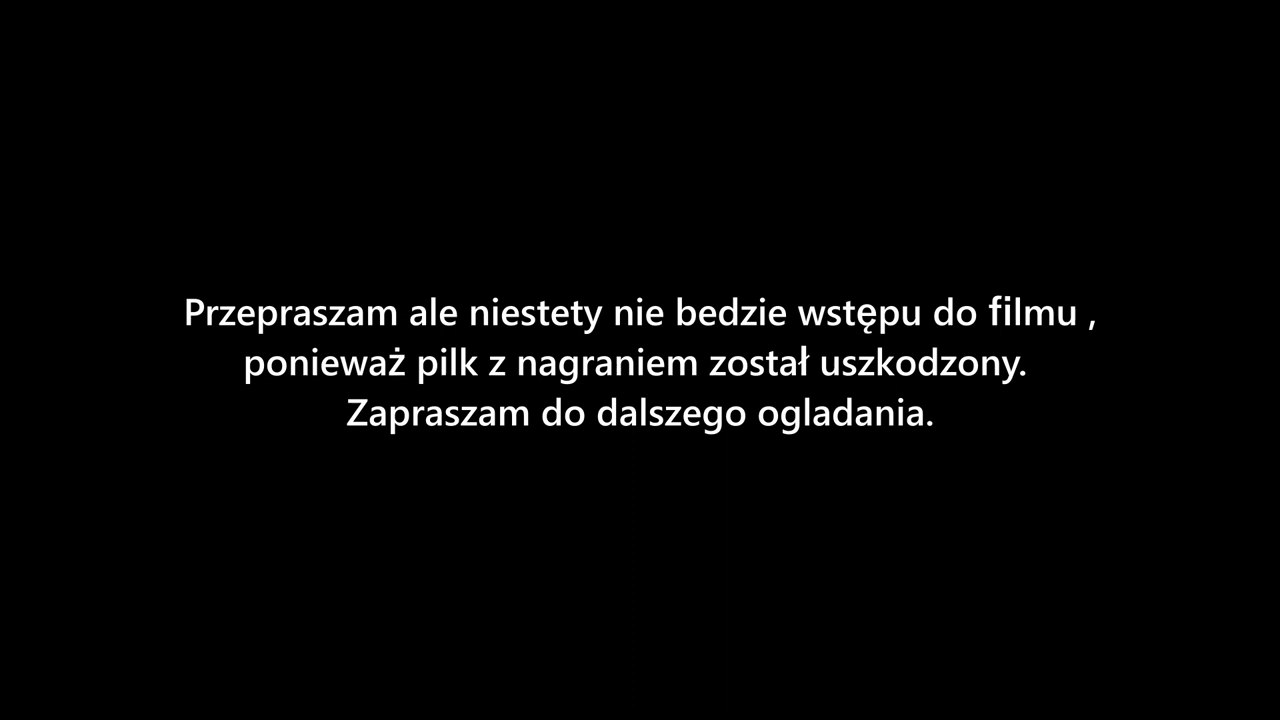 Przepraszam ale niestety nie bedzie wstępu do filmu ,
ponieważ pilk z nagraniem został uszkodzony.
Zapraszam do dalszego ogladania.